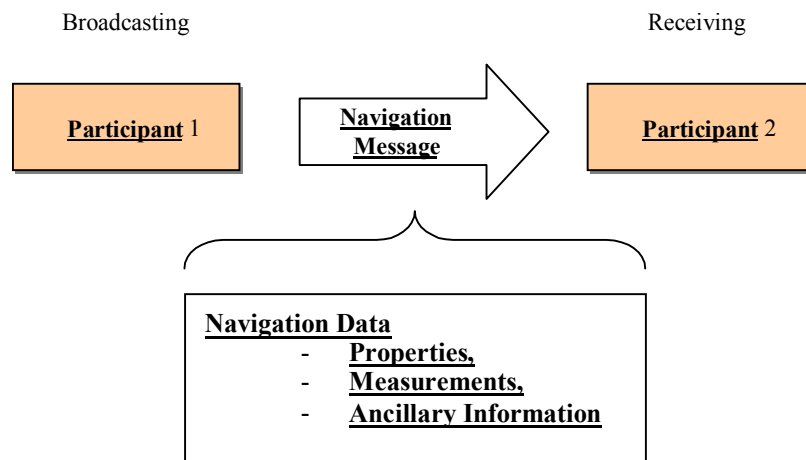 Broadcasting Receiving
Participant 1 Navigation Message Participant 2
Navigation Data
- Properties,
- Measurements,
- Ancillary Information